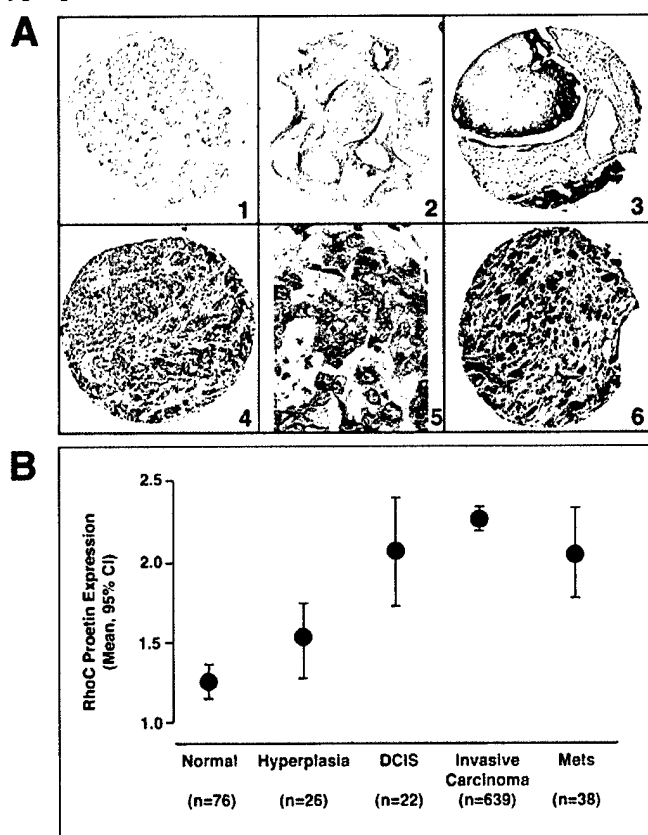 A
1
2
3
4
5
6
B
2.5
2.0
1.5
1.0
RhoC Proetin Expression
(Mean, 95% CI)
Normal Hyperplasia DCIS Invasive Carcinoma Mets
(n=76) (n=26) (n=22) (n=639) (n=38)